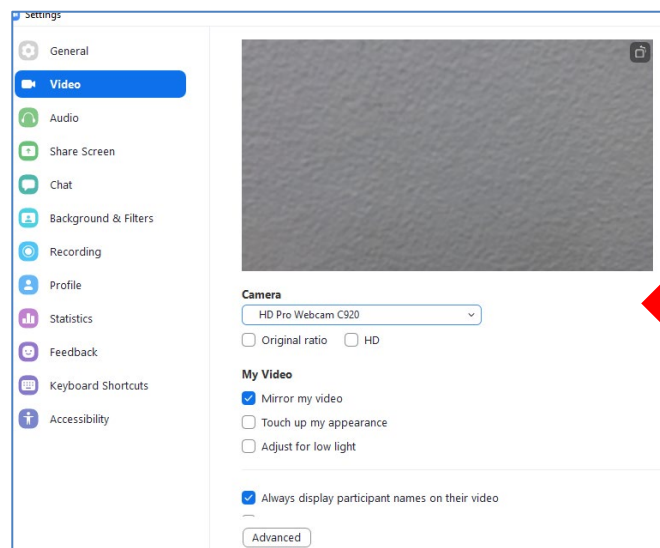 Settings
General
Video
Audio
Share Screen
Chat
Background & Filters
Recording
Profile
Statistics
Feedback
Keyboard Shortcuts
Accessibility
Camera
HD Pro Webcam C920
Original ratio HD
My Video
Mirror my video
Touch up my appearance
Adjust for low light
Always display participant names on their video
Advanced